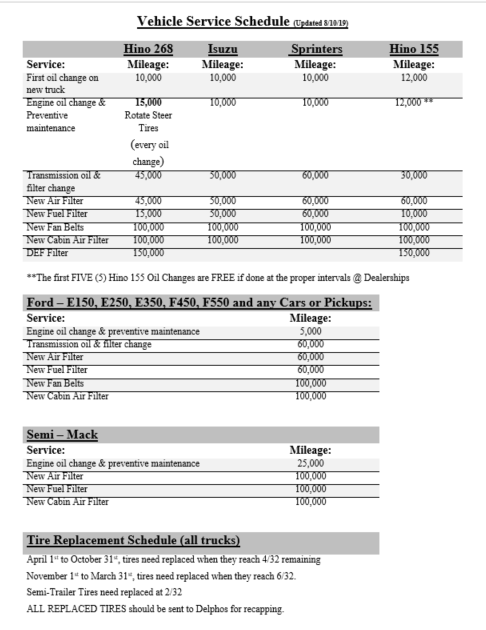 Vehicle Service Schedule (Updated 8/10/19)
Hino 268 Isuzu Sprinters Hino 155
Service: Mileage: Mileage: Mileage: Mileage:
First oil change on new truck 10,000 10,000 10,000 12,000
Engine oil change & Preventive maintenance 15,000 Rotate Steer Tires (every oil change) 10,000 10,000 12,000 **
Transmission oil & filter change 45,000 50,000 60,000 30,000
New Air Filter 45,000 50,000 60,000 60,000
New Fuel Filter 15,000 50,000 60,000 10,000
New Fan Belts 100,000 100,000 100,000 100,000
New Cabin Air Filter 100,000 100,000 100,000 100,000
DEF Filter 150,000 150,000
**The first FIVE (5) Hino 155 Oil Changes are FREE if done at the proper intervals @ Dealerships
Ford – E150, E250, E350, F450, F550 and any Cars or Pickups:
Service: Mileage:
Engine oil change & preventive maintenance 5,000
Transmission oil & filter change 60,000
New Air Filter 60,000
New Fuel Filter 60,000
New Fan Belts 100,000
New Cabin Air Filter 100,000
Semi – Mack
Service: Mileage:
Engine oil change & preventive maintenance 25,000
New Air Filter 100,000
New Fuel Filter 100,000
New Cabin Air Filter 100,000
Tire Replacement Schedule (all trucks)
April 1st to October 31st, tires need replaced when they reach 4/32 remaining
November 1st to March 31st, tires need replaced when they reach 6/32.
Semi-Trailer Tires need replaced at 2/32
ALL REPLACED TIRES should be sent to Delphos for recapping.